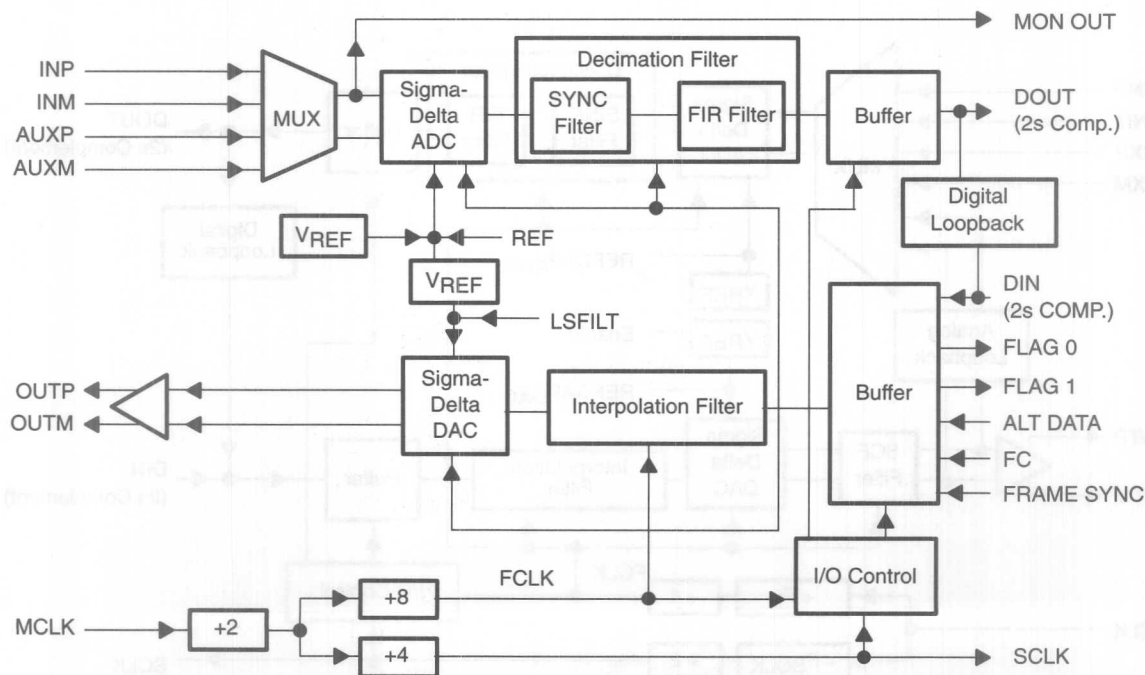 MON OUT
INP
INM
AUXP
AUXM
MUX
Sigma-
Delta
ADC
Decimation Filter
SYNC
Filter
FIR Filter
Buffer
DOUT
(2s Comp.)
Digital
Loopback
VREF
REF
VREF
LSFILT
DIN
(2s COMP.)
FLAG 0
FLAG 1
ALT DATA
FC
FRAME SYNC
Buffer
OUTP
OUTM
Sigma-
Delta
DAC
Interpolation Filter
I/O Control
MCLK
+2
+8
+4
FCLK
SCLK